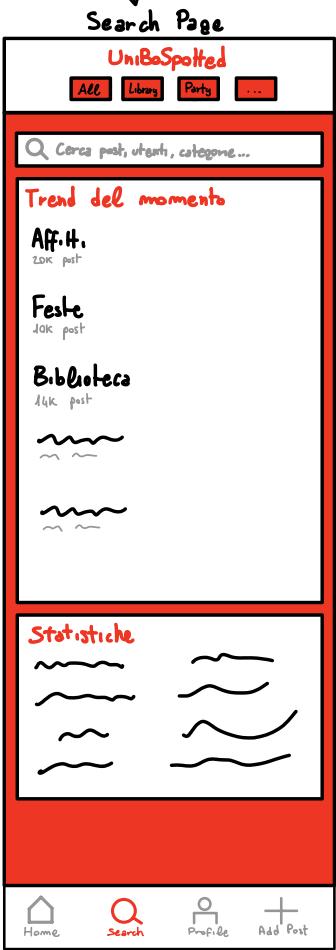 Search Page
UniBoSpotted
All Library Party ...
Cerca post, utenti, categorie...
Trend del momento
Affitti
20K post
Feste
10K post
Biblioteca
14K post
Statistiche
Home Search Profile Add Post